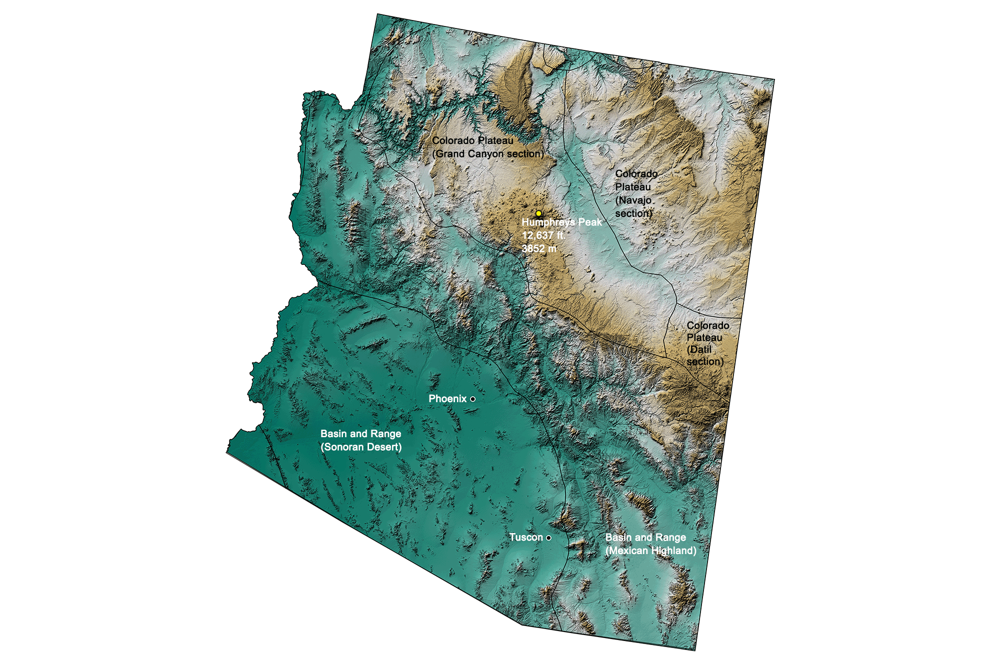 Colorado Plateau
(Grand Canyon section)
Colorado
Plateau
(Navajo
section)
Humphreys Peak
12,637 ft.
3852 m
Colorado
Plateau
(Datil
section)
Phoenix
Basin and Range
(Sonoran Desert)
Tuscon
Basin and Range
(Mexican Highland)